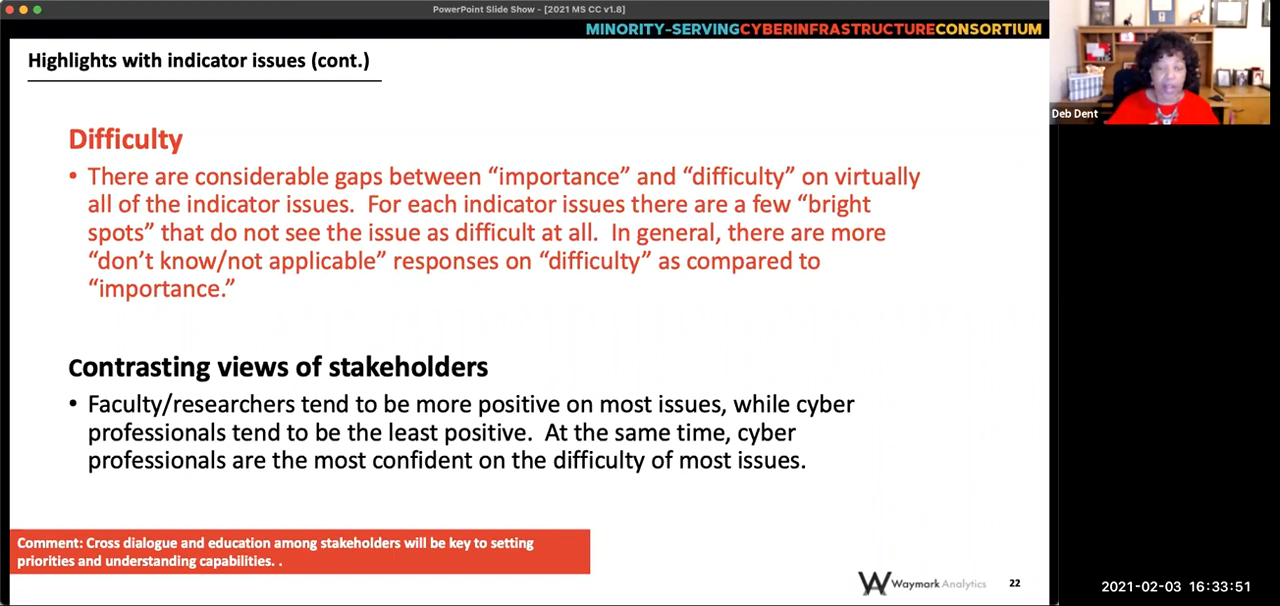 PowerPoint Slide Show - [2021 MS CC v1.8]
MINORITY-SERVINGCYBERINFRASTRUCTURECONSORTIUM
Highlights with indicator issues (cont.)
Deb Dent
Difficulty
• There are considerable gaps between “importance” and “difficulty” on virtually
all of the indicator issues.  For each indicator issues there are a few “bright
spots” that do not see the issue as difficult at all.  In general, there are more
“don’t know/not applicable” responses on “difficulty” as compared to
“importance.”
Contrasting views of stakeholders
• Faculty/researchers tend to be more positive on most issues, while cyber
professionals tend to be the least positive.  At the same time, cyber
professionals are the most confident on the difficulty of most issues.
Comment: Cross dialogue and education among stakeholders will be key to setting
priorities and understanding capabilities. .
Waymark Analytics
22
2021-02-03 16:33:51